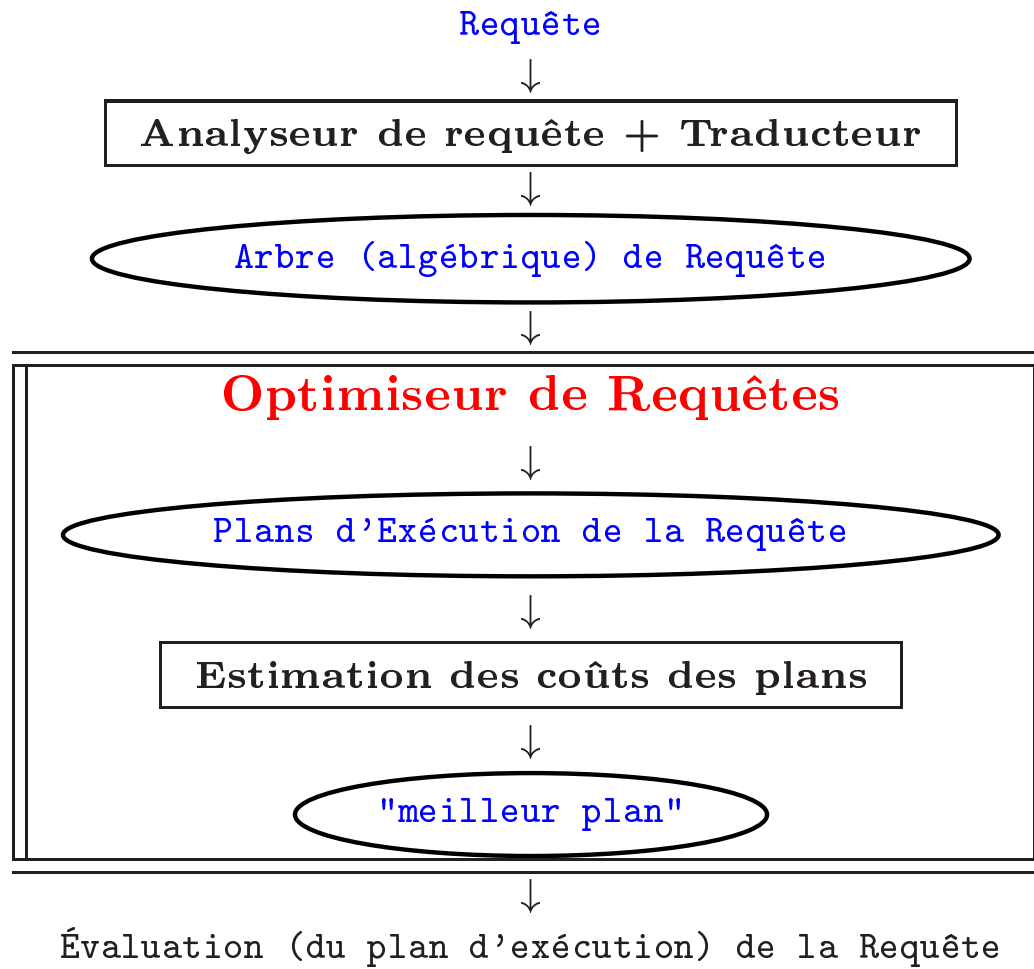 Requête
↓
Analyseur de requête + Traducteur
↓
Arbre (algébrique) de Requête
↓
Optimiseur de Requêtes
↓
Plans d'Exécution de la Requête
↓
Estimation des coûts des plans
↓
"meilleur plan"
↓
Évaluation (du plan d'exécution) de la Requête